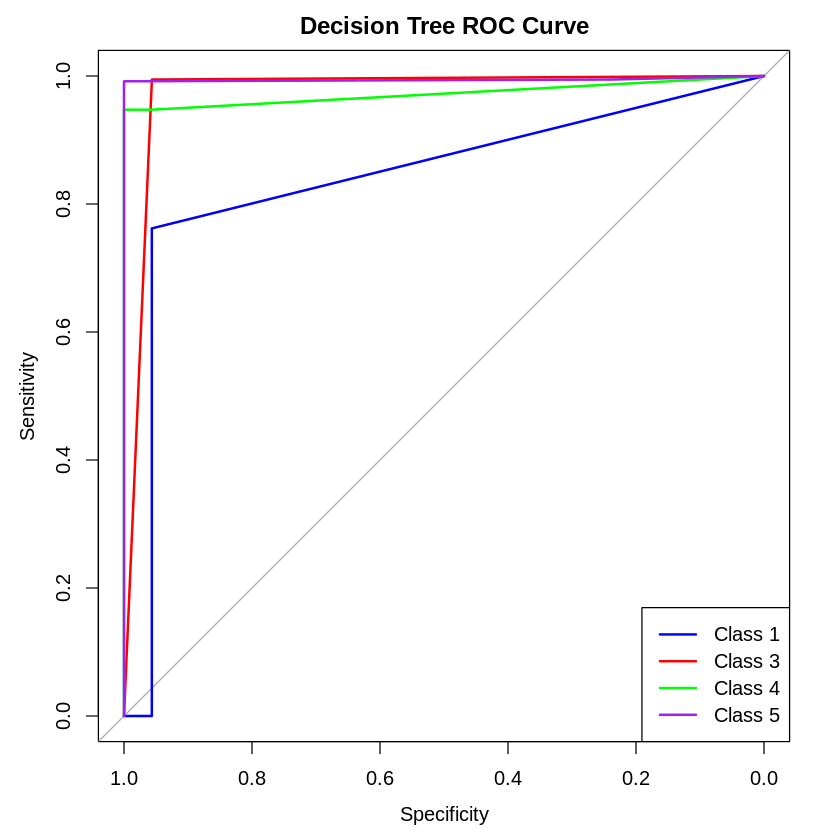 Decision Tree ROC Curve
Sensitivity
1.0
0.8
0.6
0.4
0.2
0.0
1.0 0.8 0.6 0.4 0.2 0.0
Specificity
Class 1
Class 3
Class 4
Class 5